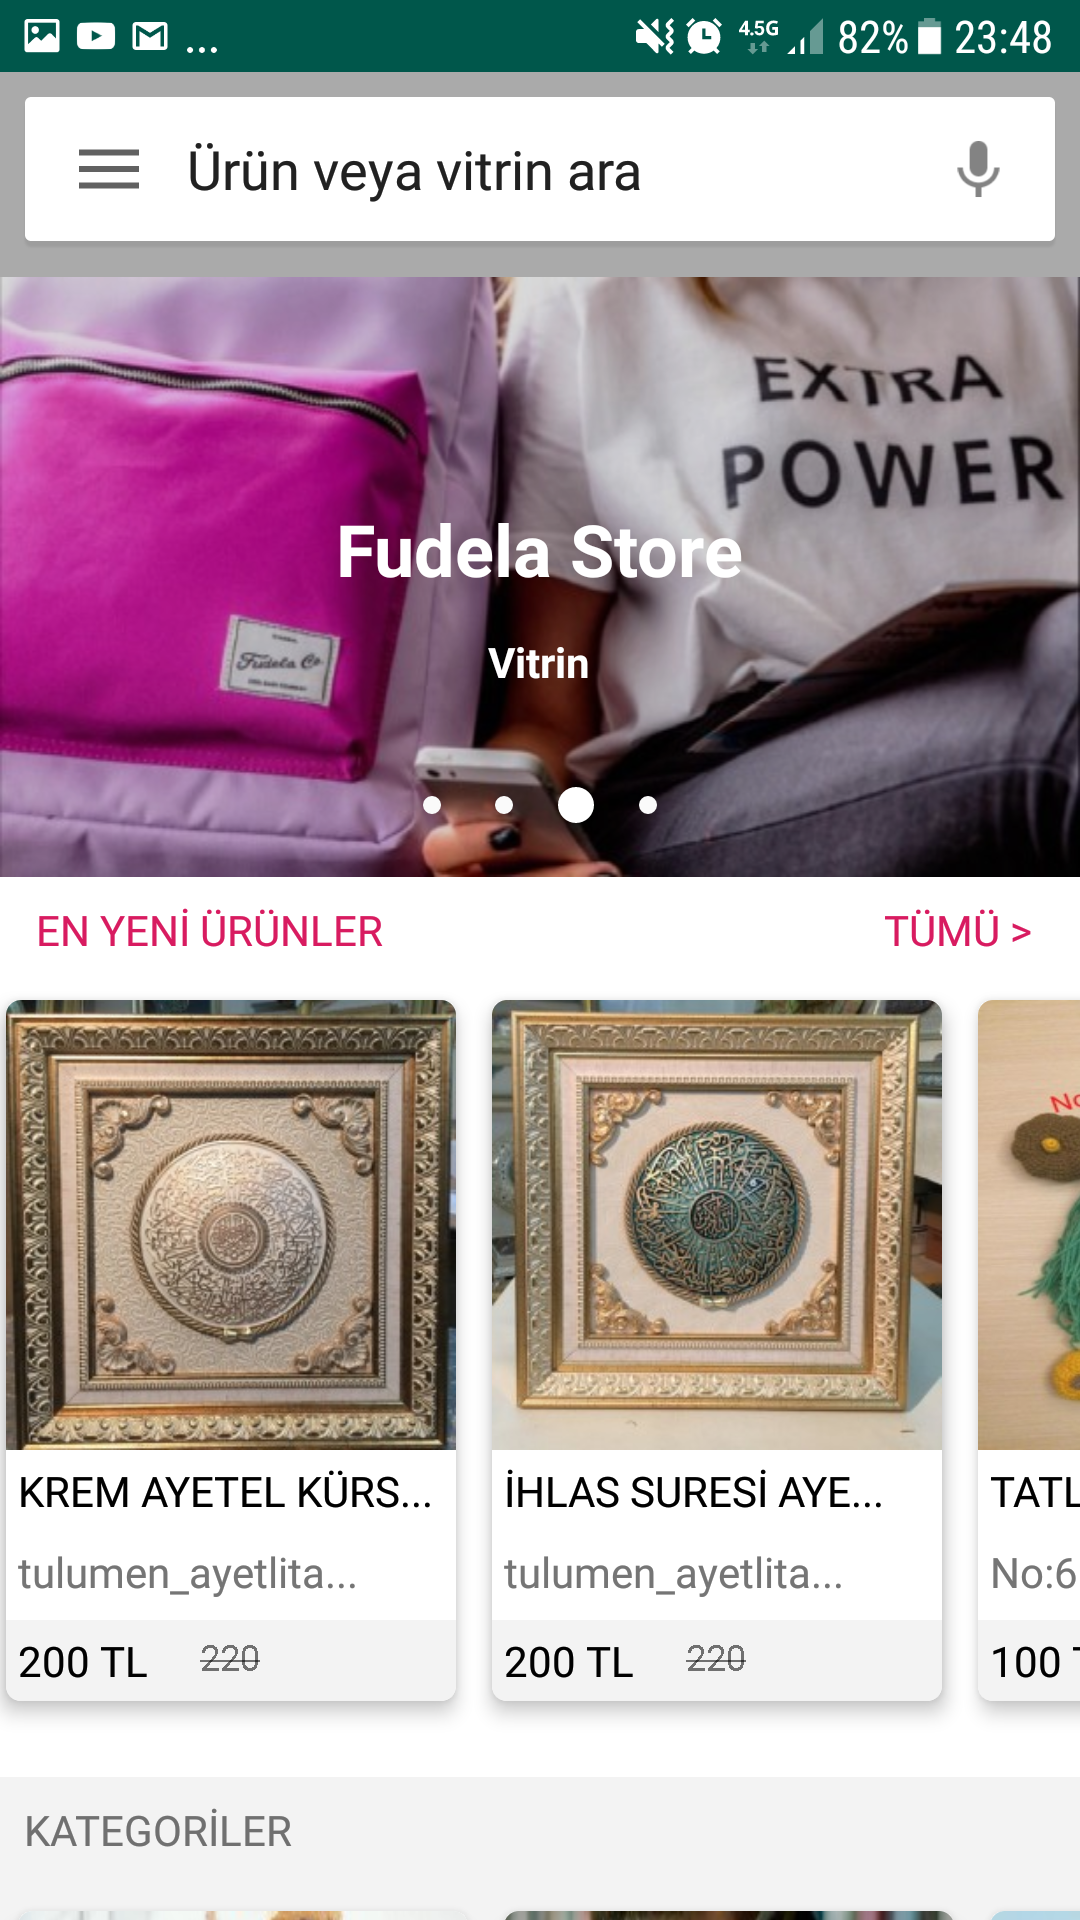 ... 4.5G 82% 23:48
Ürün veya vitrin ara
EXTRA
POWER
Fudela Store
Fudela Co.
Vitrin
EN YENİ ÜRÜNLER TÜMÜ >
No
KREM AYETEL KÜRS... İHLAS SURESİ AYE... TATL
tulumen_ayetlita... tulumen_ayetlita... No:6
200 TL 220 200 TL 220 100 T
KATEGORİLER